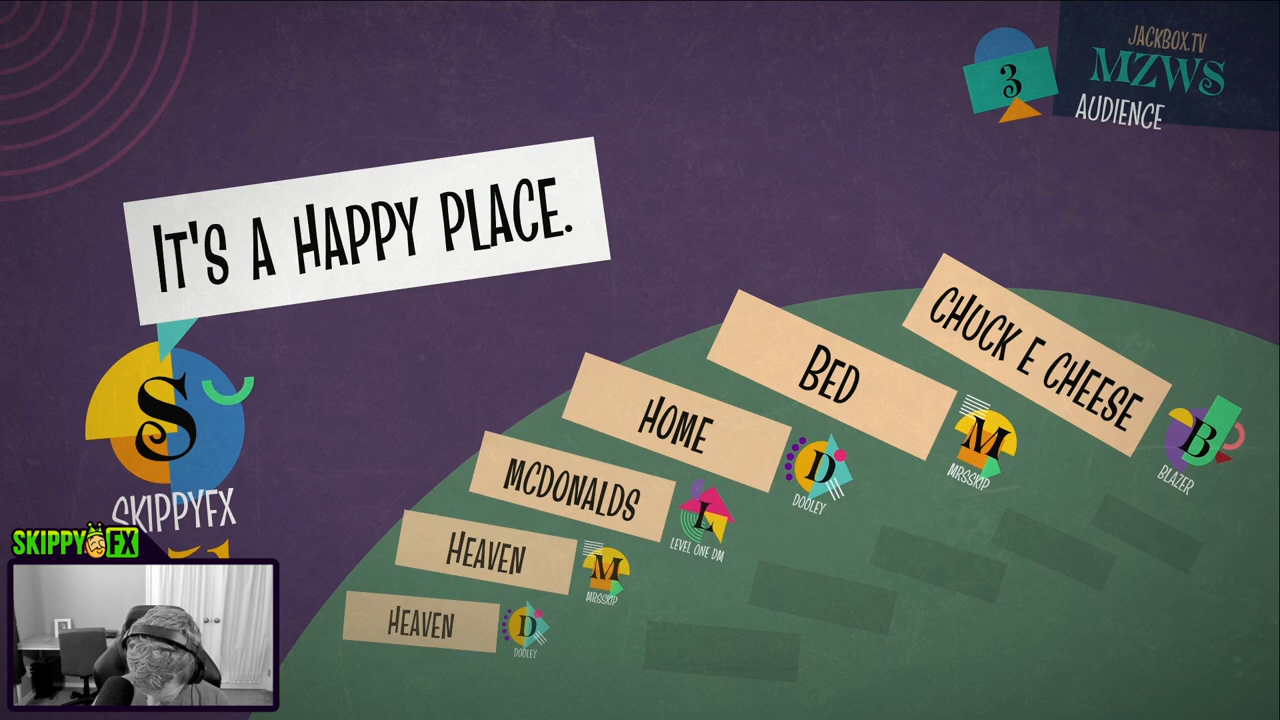 JACKBOX.TV
MZWS
3
AUDIENCE
IT'S A HAPPY PLACE.
S
SKIPPYFX
CHUCK E CHEESE
B
BLAZER
BED
M
MRSSKIP
HOME
D
DOOLEY
MCDONALDS
L
LEVEL ONE DM
HEAVEN
M
MRSSKIP
HEAVEN
D
DOOLEY
SKIPPY FX